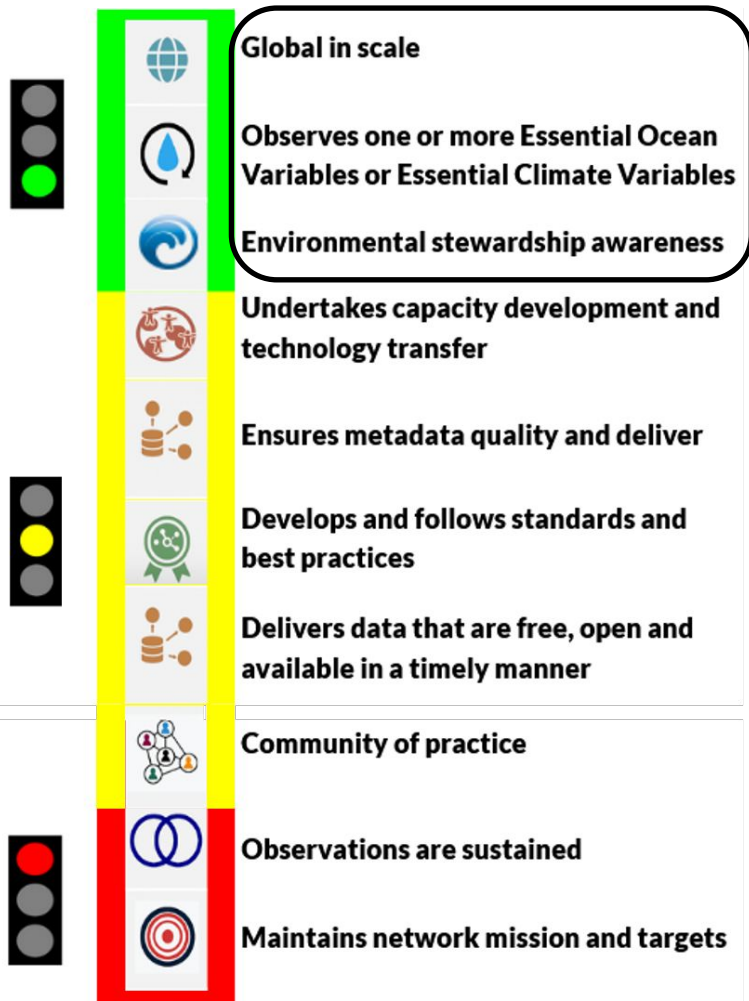 Global in scale
Observes one or more Essential Ocean
Variables or Essential Climate Variables
Environmental stewardship awareness
Undertakes capacity development and
technology transfer
Ensures metadata quality and deliver
Develops and follows standards and
best practices
Delivers data that are free, open and
available in a timely manner
Community of practice
Observations are sustained
Maintains network mission and targets